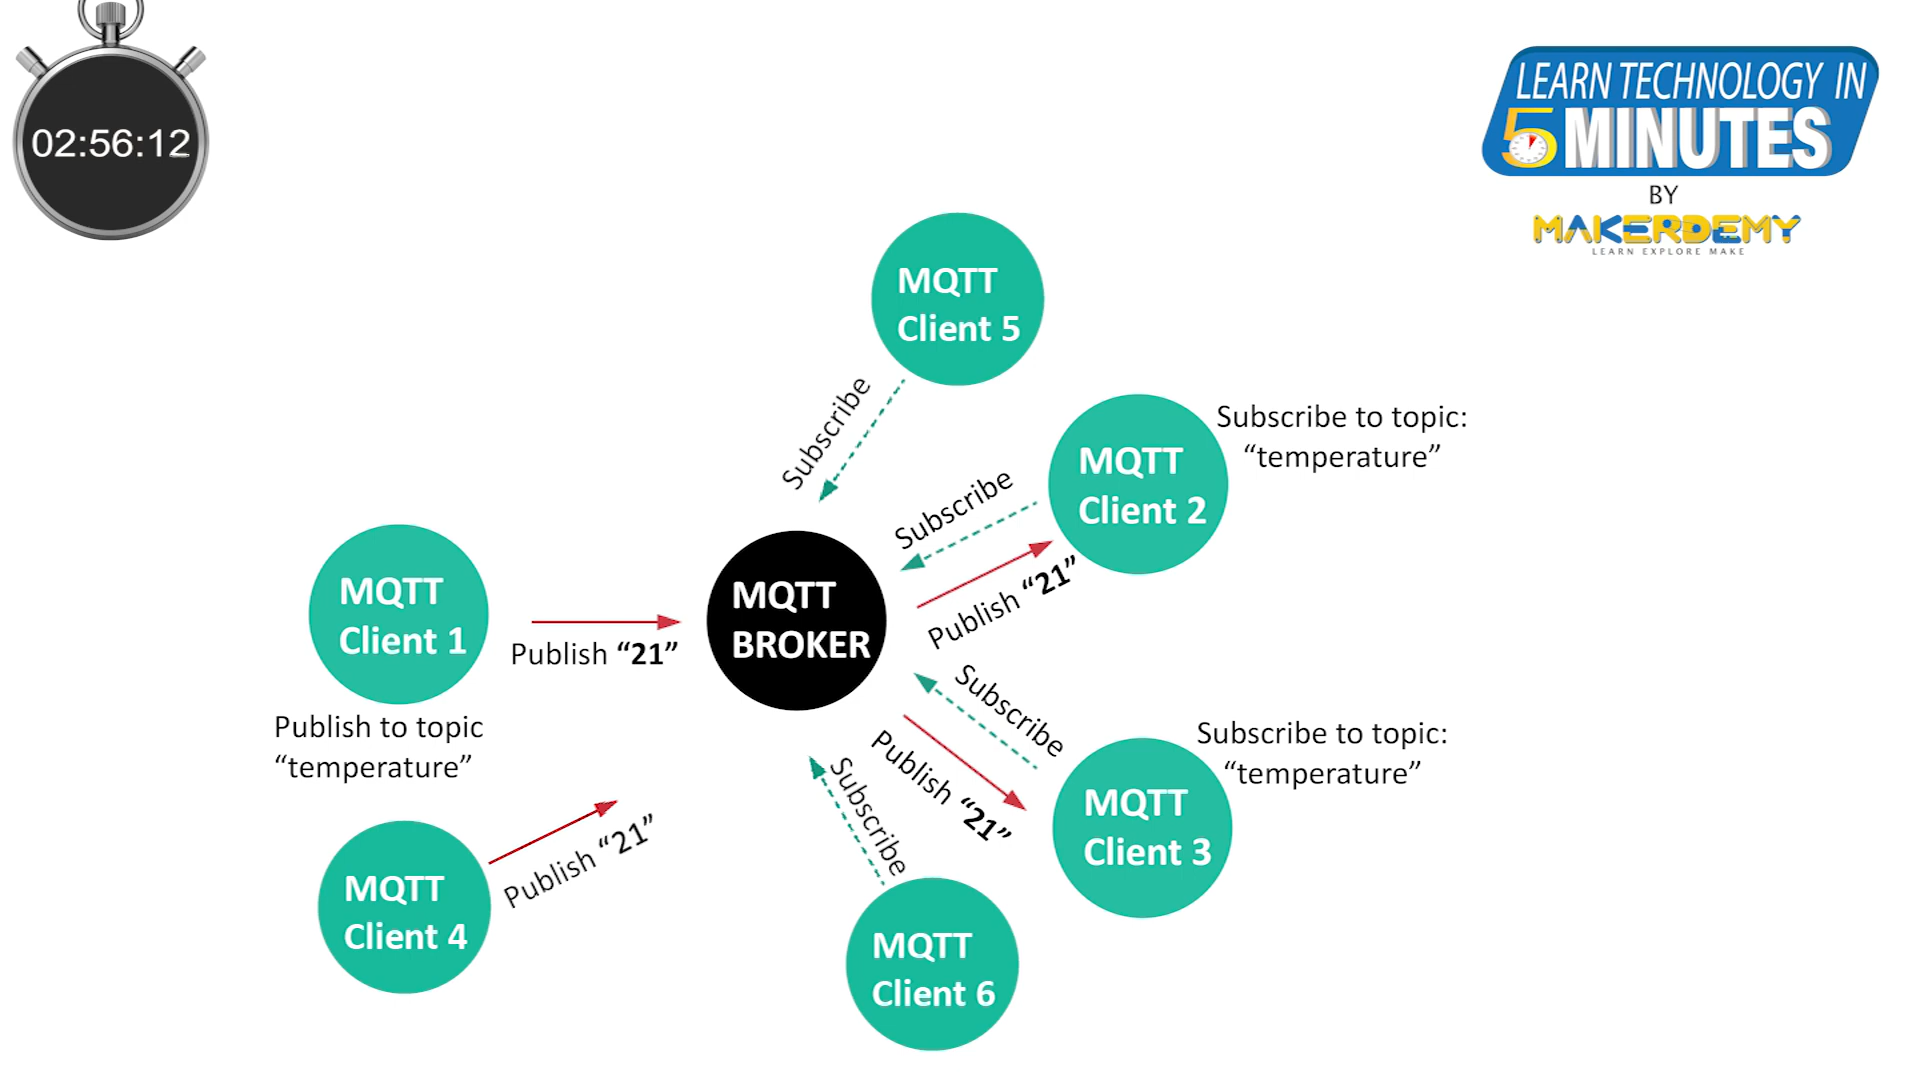 02:56:12
LEARN TECHNOLOGY IN
5 MINUTES
BY
MAKERDEMY
LEARN EXPLORE MAKE
MQTT
Client 5
Subscribe
MQTT
Client 2
Subscribe to topic:
“temperature”
Subscribe
Publish “21”
MQTT
Client 1
Publish “21”
Publish to topic
“temperature”
MQTT
BROKER
Subscribe
Publish “21”
MQTT
Client 3
Subscribe to topic:
“temperature”
MQTT
Client 4
Publish “21”
Subscribe
MQTT
Client 6